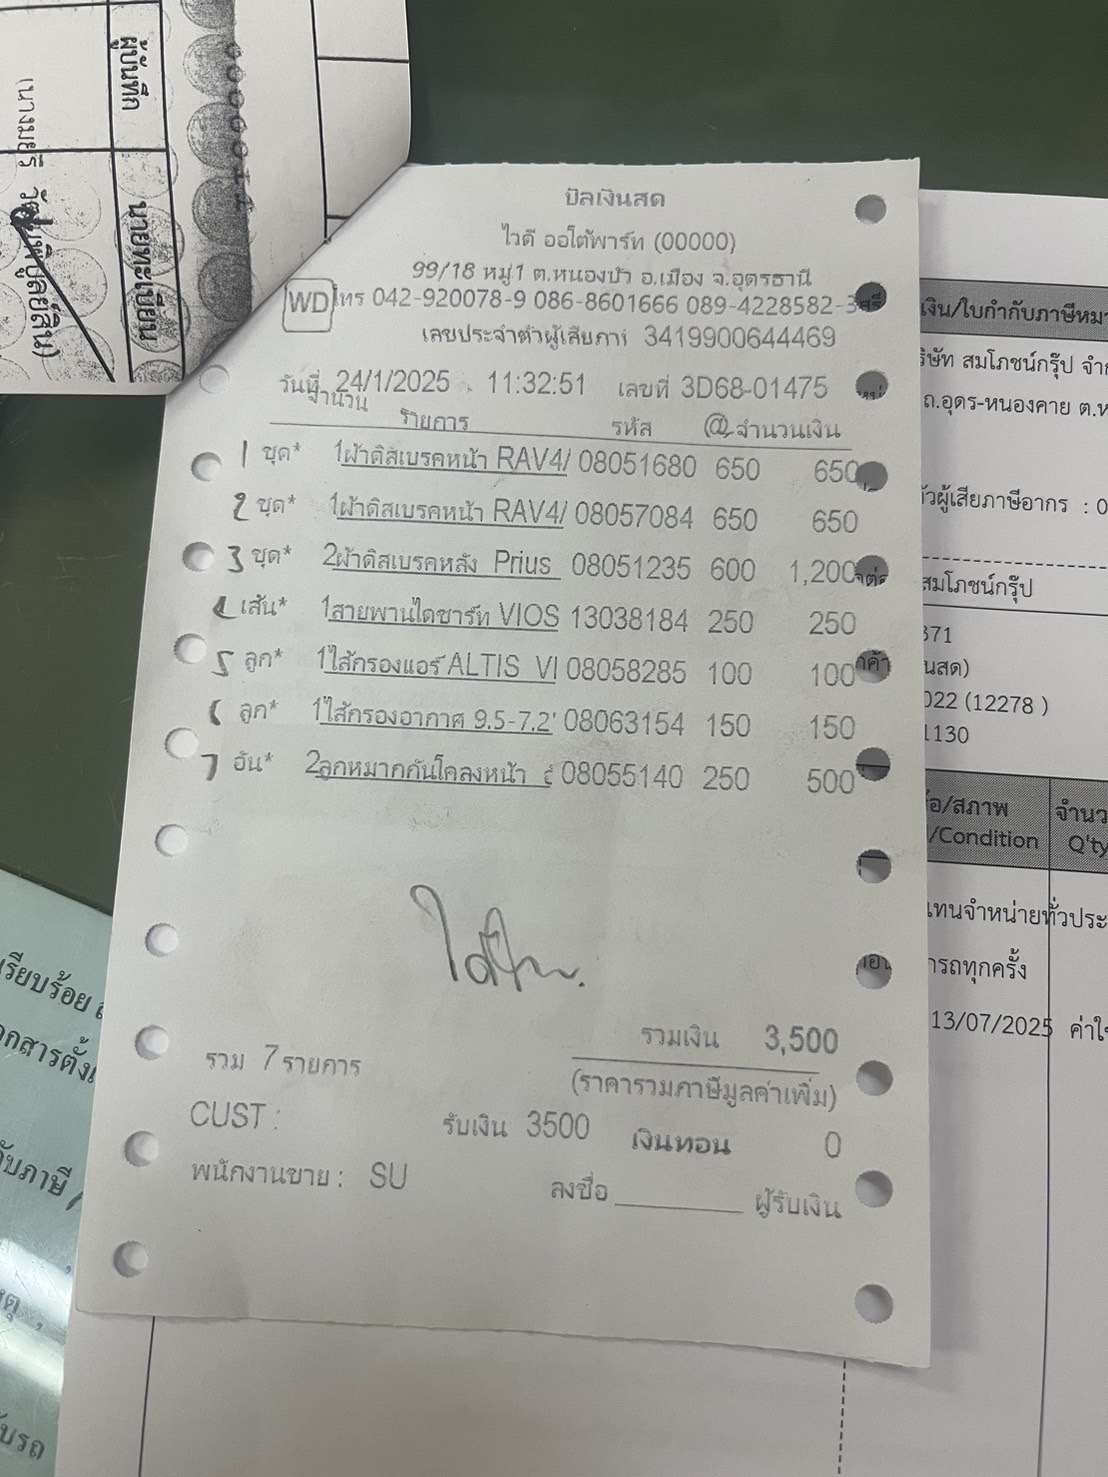 ผู้บันทึก
นายทะเบียน
บิลเงินสด
ไวดี ออโต้พาร์ท (00000)
99/18 หมู่1 ต.หนองบัว อ.เมือง จ.อุดรธานี
WD โทร 042-920078-9 086-8601666 089-4228582-3
เลขประจำตัวผู้เสียภาษี 3419900644469
วันที่ 24/1/2025 11:32:51 เลขที่ 3D68-01475
จำนวน รายการ รหัส @ จำนวนเงิน
1 ชุด* 1ผ้าดิสเบรคหน้า RAV4/ 08051680 650 650
2 ชุด* 1ผ้าดิสเบรคหน้า RAV4/ 08057084 650 650
3 ชุด* 2ผ้าดิสเบรคหลัง Prius 08051235 600 1,200
4 เส้น* 1สายพานไดชาร์ท VIOS 13038184 250 250
5 ลูก* 1ไส้กรองแอร์ ALTIS VI 08058285 100 100
6 ลูก* 1ไส้กรองอากาศ 9.5-7.2' 08063154 150 150
7 อัน* 2ลูกหมากกันโคลงหน้า 08055140 250 500
รวมเงิน 3,500
รวม 7 รายการ
(ราคารวมภาษีมูลค่าเพิ่ม)
CUST :
รับเงิน 3500 เงินทอน 0
พนักงานขาย : SU
ลงชื่อ ผู้รับเงิน
เงิน/ใบกำกับภาษี
บริษัท สมโภชน์กรุ๊ป
ถ.อุดร-หนองคาย ต.ห
ตัวผู้เสียภาษีอากร : 0
สมโภชน์กรุ๊ป
371
022 (12278 )
1130
อ/สภาพ
/Condition
จำนว
Q'ty
แทนจำหน่ายทั่วประ
ารถทุกครั้ง
13/07/2025 ค่าใ
เรียบร้อย
กสารตั้ง